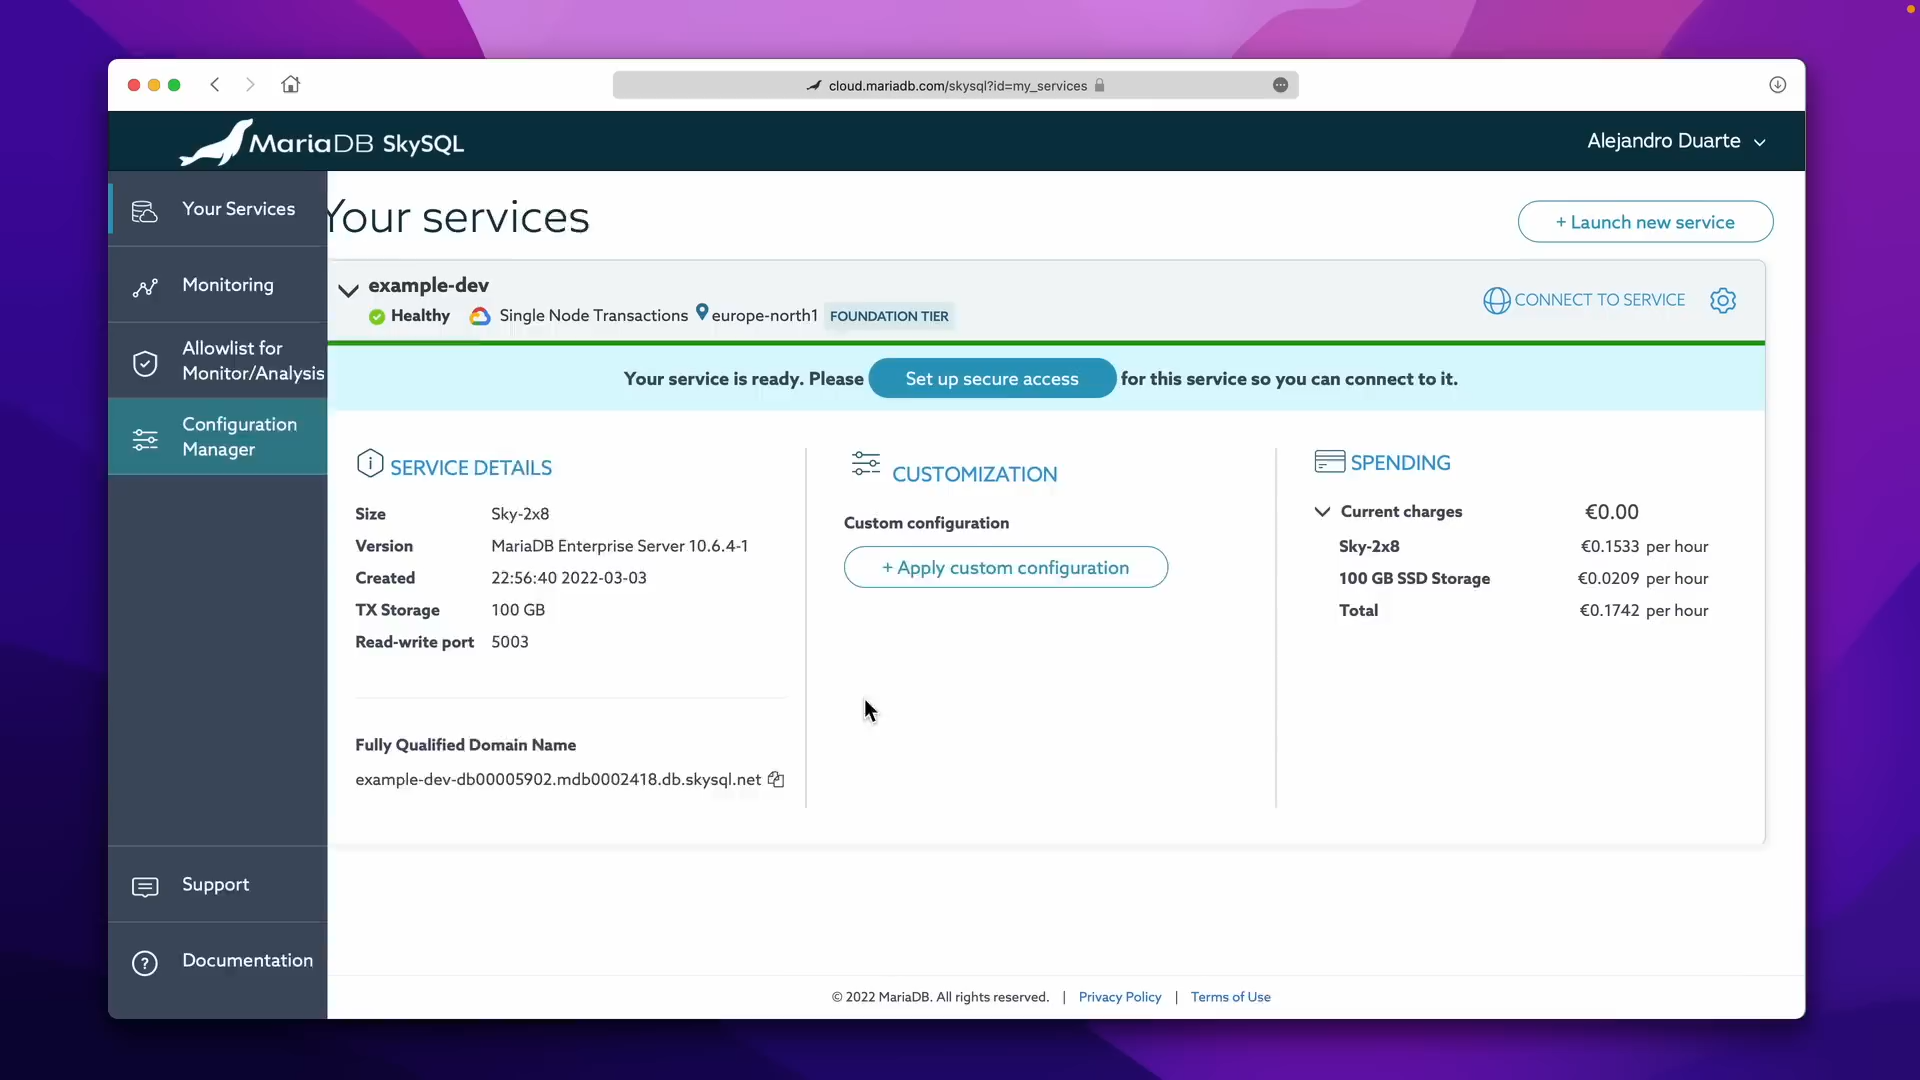 cloud.mariadb.com/skysql?id=my_services
MariaDB SkySQL
Alejandro Duarte
Your Services
Monitoring
Allowlist for
Monitor/Analysis
Configuration
Manager
Support
Documentation
Your services
+ Launch new service
example-dev
Healthy Single Node Transactions europe-north1 FOUNDATION TIER
CONNECT TO SERVICE
Your service is ready. Please Set up secure access for this service so you can connect to it.
SERVICE DETAILS
Size Sky-2x8
Version MariaDB Enterprise Server 10.6.4-1
Created 22:56:40 2022-03-03
TX Storage 100 GB
Read-write port 5003
Fully Qualified Domain Name
example-dev-db00005902.mdb0002418.db.skysql.net
CUSTOMIZATION
Custom configuration
+ Apply custom configuration
SPENDING
Current charges €0.00
Sky-2x8 €0.1533 per hour
100 GB SSD Storage €0.0209 per hour
Total €0.1742 per hour
© 2022 MariaDB. All rights reserved. | Privacy Policy | Terms of Use